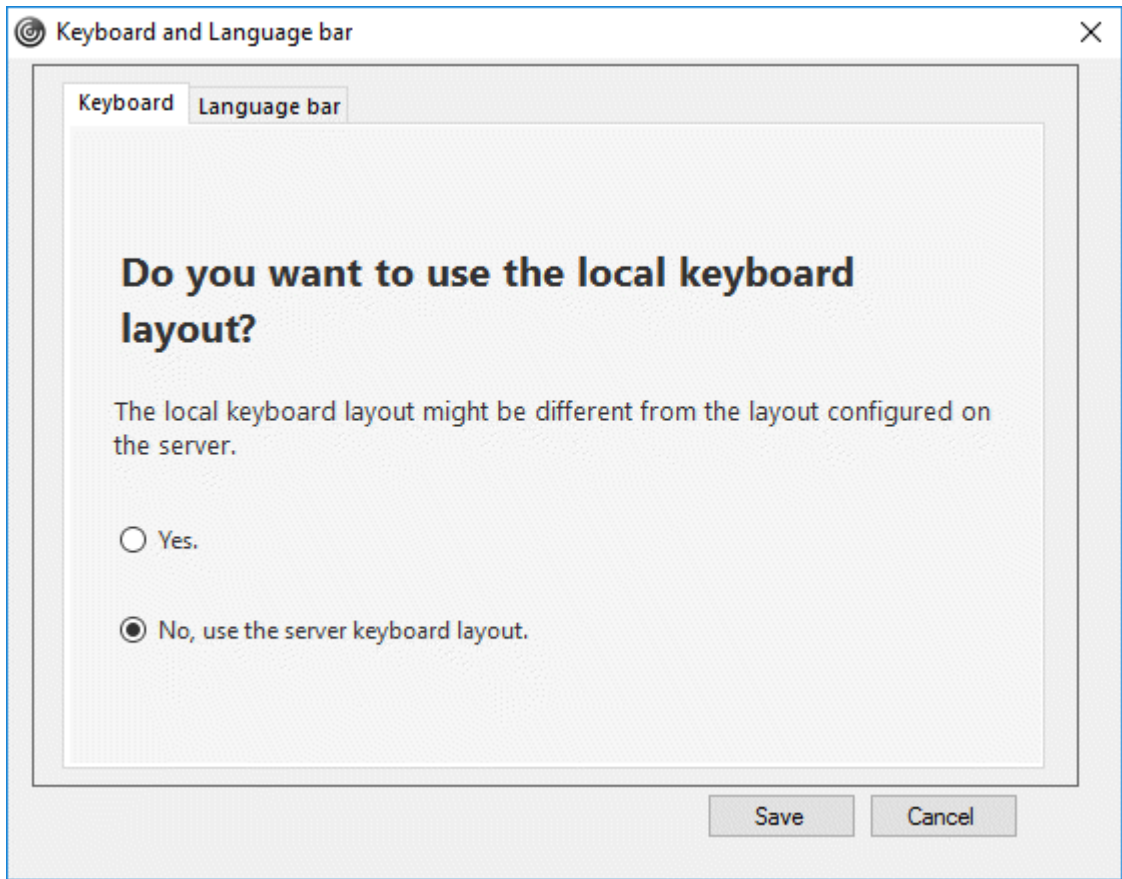 Keyboard and Language bar
Keyboard
Language bar
Do you want to use the local keyboard
layout?
The local keyboard layout might be different from the layout configured on
the server.
Yes.
No, use the server keyboard layout.
Save
Cancel